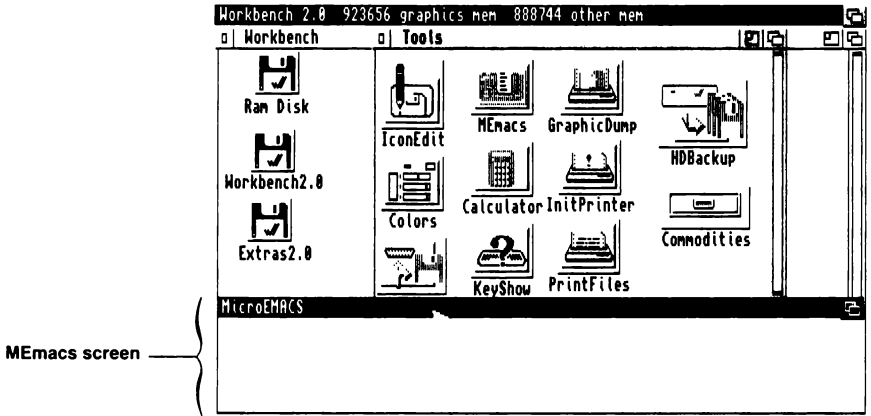 Workbench 2.0 923656 graphics mem 888744 other mem
Workbench
Tools
Ram Disk
IconEdit
MEmacs
GraphicDump
HDBackup
Workbench2.0
Colors
Calculator
InitPrinter
Commodities
Extras2.0
KeyShow
PrintFiles
MicroEMACS
MEmacs screen